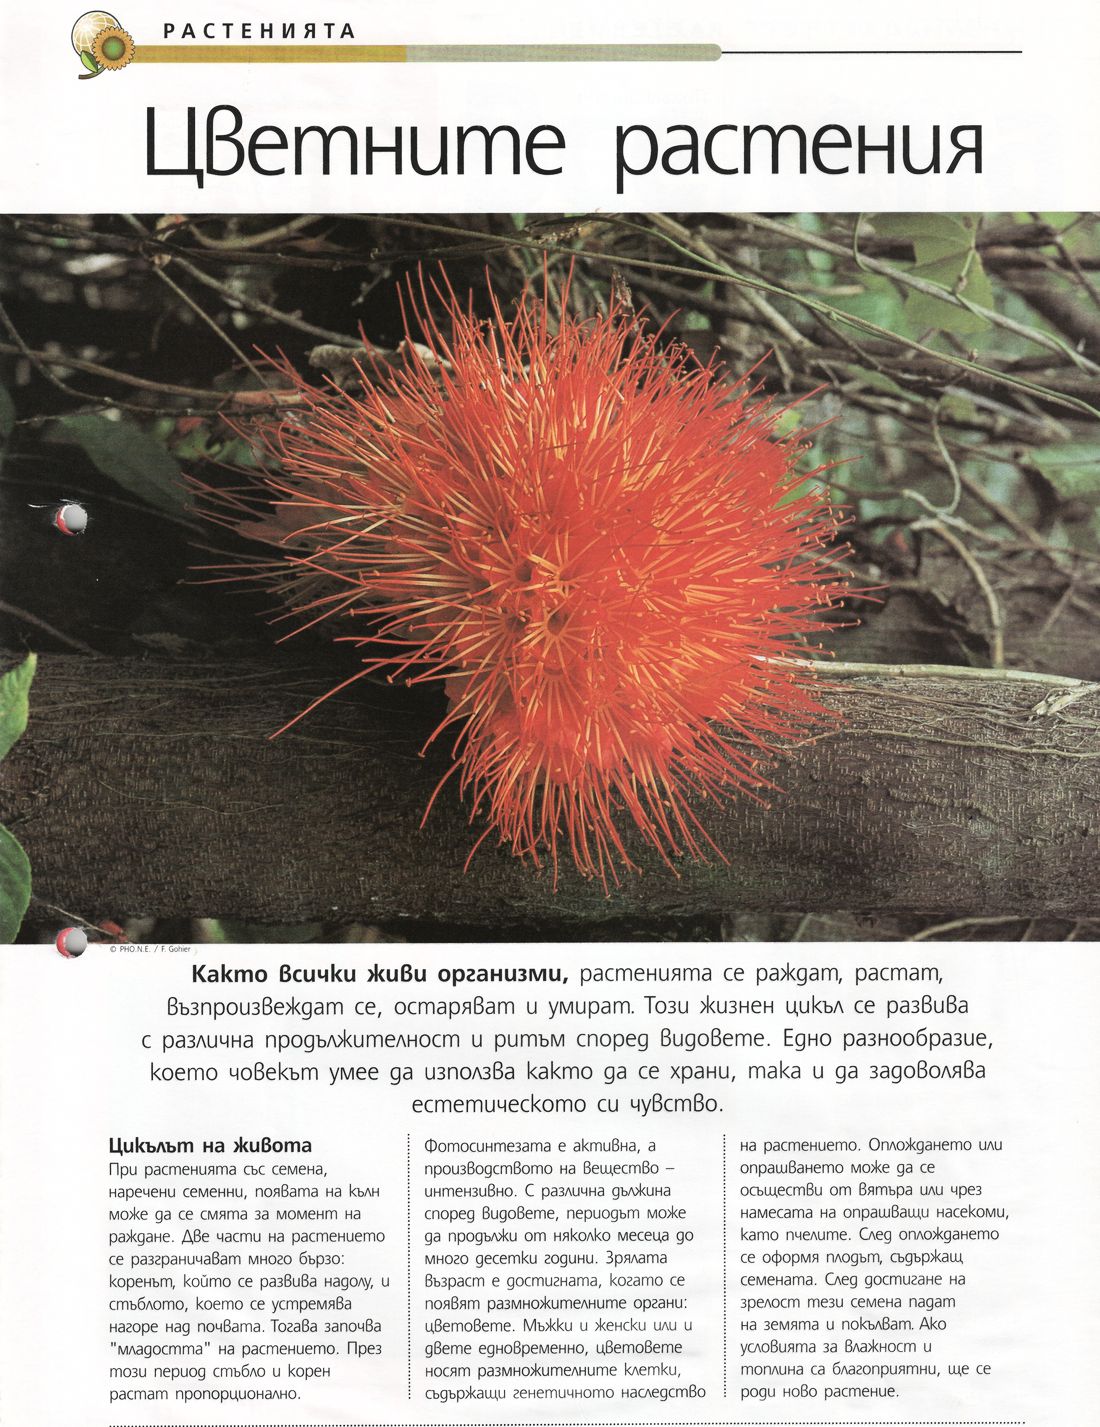 РАСТЕНИЯТА
Цветните растения
© PHO.N.E. / F. Gohier
Както всички живи организми, растенията се раждат, растат,
възпроизвеждат се, остаряват и умират. Този жизнен цикъл се развива
с различна продължителност и ритъм според видовете. Едно разнообразие,
което човекът умее да използва както да се храни, така и да задоволява
естетическото си чувство.
Цикълът на живота
При растенията със семена,
наречени семенни, появата на кълн
може да се смята за момент на
раждане. Две части на растението
се разграничават много бързо:
коренът, който се развива надолу, и
стъблото, което се устремява
нагоре над почвата. Тогава започва
"младостта" на растението. През
този период стъбло и корен
растат пропорционално.
Фотосинтезата е активна, а
производството на вещество –
интензивно. С различна дължина
според видовете, периодът може
да продължи от няколко месеца до
много десетки години. Зрялата
възраст е достигната, когато се
появят размножителните органи:
цветовете. Мъжки и женски или и
двете едновременно, цветовете
носят размножителните клетки,
съдържащи генетичното наследство
на растението. Оплождането или
опрашването може да се
осъществи от вятъра или чрез
намесата на опрашващи насекоми,
като пчелите. След оплождането
се оформя плодът, съдържащ
семената. След достигане на
зрелост тези семена падат
на земята и покълват. Ако
условията за влажност и
топлина са благоприятни, ще се
роди ново растение.